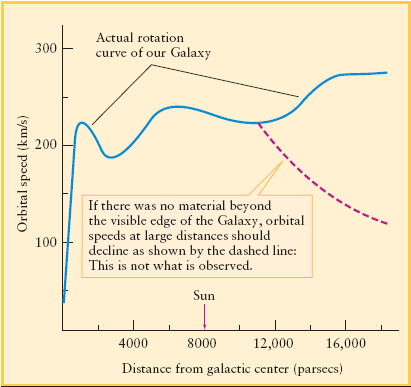 Actual rotation
curve of our Galaxy
300
200
100
Orbital speed (km/s)
If there was no material beyond
the visible edge of the Galaxy, orbital
speeds at large distances should
decline as shown by the dashed line:
This is not what is observed.
Sun
4000 8000 12,000 16,000
Distance from galactic center (parsecs)